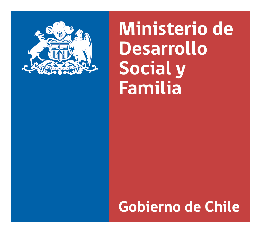 Ministerio de
Desarrollo
Social y
Familia
Gobierno de Chile